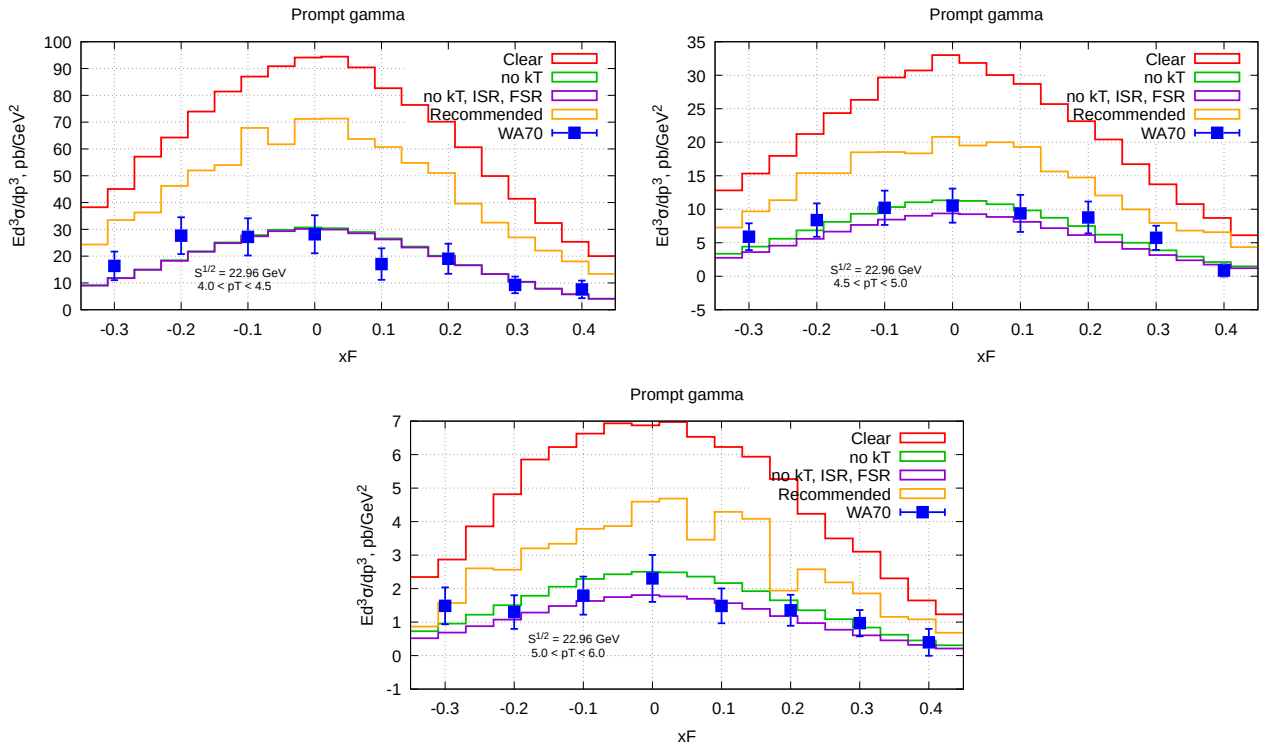 Prompt gamma
Ed³σ/dp³, pb/GeV²
100
90
80
70
60
50
40
30
20
10
0
Clear
no kT
no kT, ISR, FSR
Recommended
WA70
S^1/2 = 22.96 GeV
4.0 < pT < 4.5
-0.3 -0.2 -0.1 0 0.1 0.2 0.3 0.4
xF
Prompt gamma
Ed³σ/dp³, pb/GeV²
35
30
25
20
15
10
5
0
-5
Clear
no kT
no kT, ISR, FSR
Recommended
WA70
S^1/2 = 22.96 GeV
4.5 < pT < 5.0
-0.3 -0.2 -0.1 0 0.1 0.2 0.3 0.4
xF
Prompt gamma
Ed³σ/dp³, pb/GeV²
7
6
5
4
3
2
1
0
-1
Clear
no kT
no kT, ISR, FSR
Recommended
WA70
S^1/2 = 22.96 GeV
5.0 < pT < 6.0
-0.3 -0.2 -0.1 0 0.1 0.2 0.3 0.4
xF